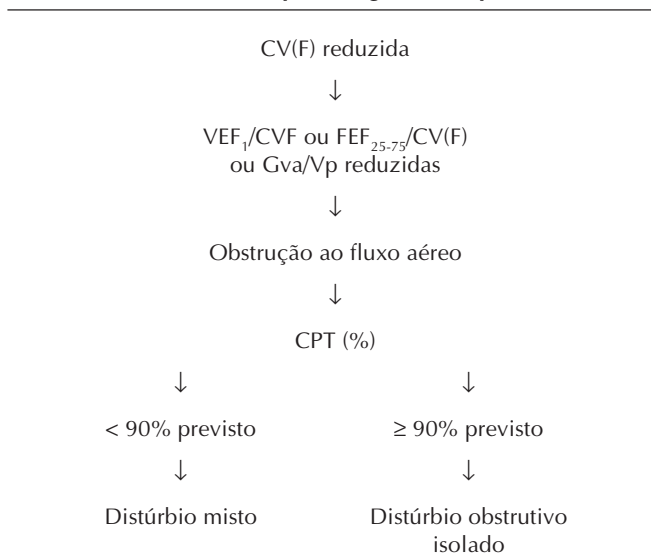 CV(F) reduzida
↓
VEF₁/CVF ou FEF₂₅₋₇₅/CV(F)
ou Gva/Vp reduzidas
↓
Obstrução ao fluxo aéreo
↓
CPT (%)
↓ ↓
< 90% previsto ≥ 90% previsto
↓ ↓
Distúrbio misto Distúrbio obstrutivo
isolado